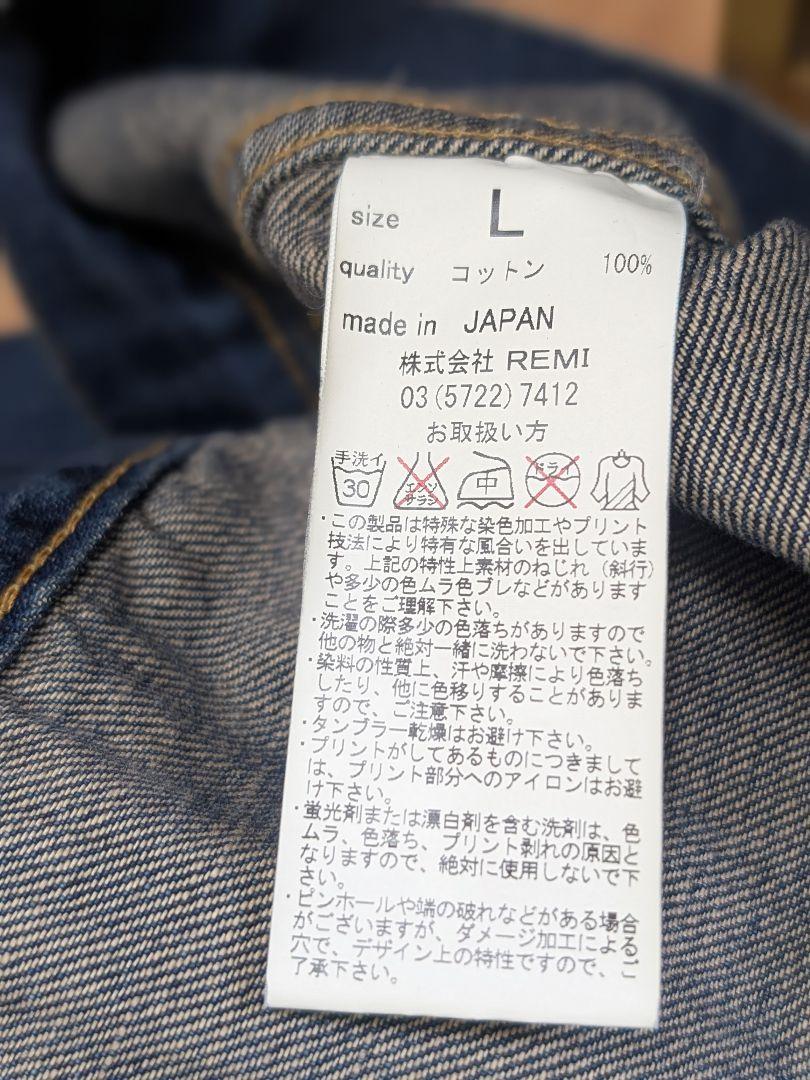 size L
quality コットン 100%
made in JAPAN
株式会社 REMI
03(5722)7412
お取扱い方
手洗イ 30 エンソ サラシ 中 ドライ
・この製品は特殊な染色加工やプリント
技法により特有な風合いを出していま
す。上記の特性上素材のねじれ（斜行）
や多少の色ムラ色ブレなどがあります
ことをご理解下さい。
・洗濯の際多少の色落ちがありますので
他の物と絶対一緒に洗わないで下さい。
・染料の性質上、汗や摩擦により色落ち
したり、他に色移りすることがありま
すので、ご注意下さい。
・タンブラー乾燥はお避け下さい。
・プリントがしてあるものにつきまして
は、プリント部分へのアイロンはお避
け下さい。
・蛍光剤または漂白剤を含む洗剤は、色
ムラ、色落ち、プリント剥れの原因と
なりますので、絶対に使用しないで下
さい。
・ピンホールや端の破れなどがある場合
がございますが、ダメージ加工による
穴で、デザイン上の特性ですので、ご
了承下さい。